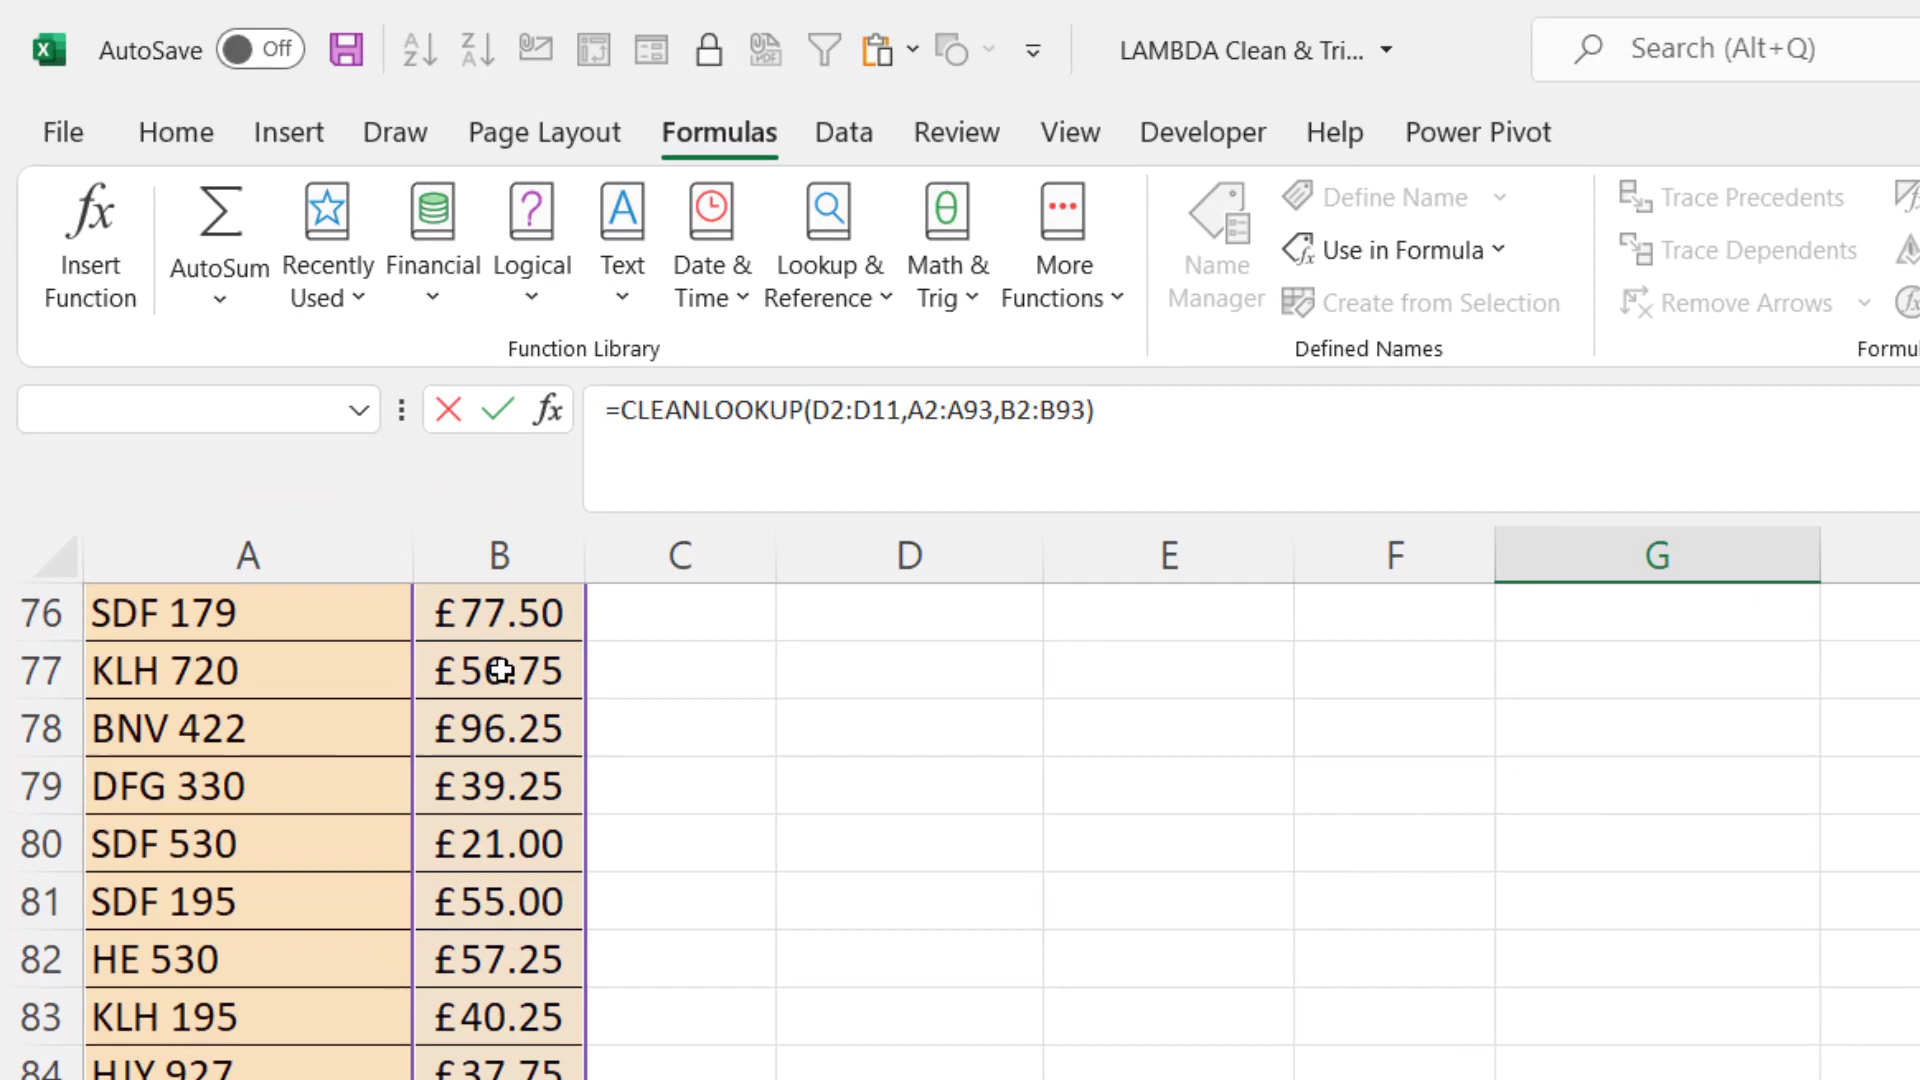 AutoSave Off LAMBDA Clean & Tri... Search (Alt+Q)
File Home Insert Draw Page Layout Formulas Data Review View Developer Help Power Pivot
Insert Function
AutoSum
Recently Used
Financial
Logical
Text
Date & Time
Lookup & Reference
Math & Trig
More Functions
Function Library
Name Manager
Define Name
Use in Formula
Create from Selection
Defined Names
Trace Precedents
Trace Dependents
Remove Arrows
=CLEANLOOKUP(D2:D11,A2:A93,B2:B93)
A B C D E F G
76 SDF 179 £77.50
77 KLH 720
78 BNV 422 £96.25
79 DFG 330 £39.25
80 SDF 530 £21.00
81 SDF 195 £55.00
82 HE 530 £57.25
83 KLH 195 £40.25
84 927 £37.75